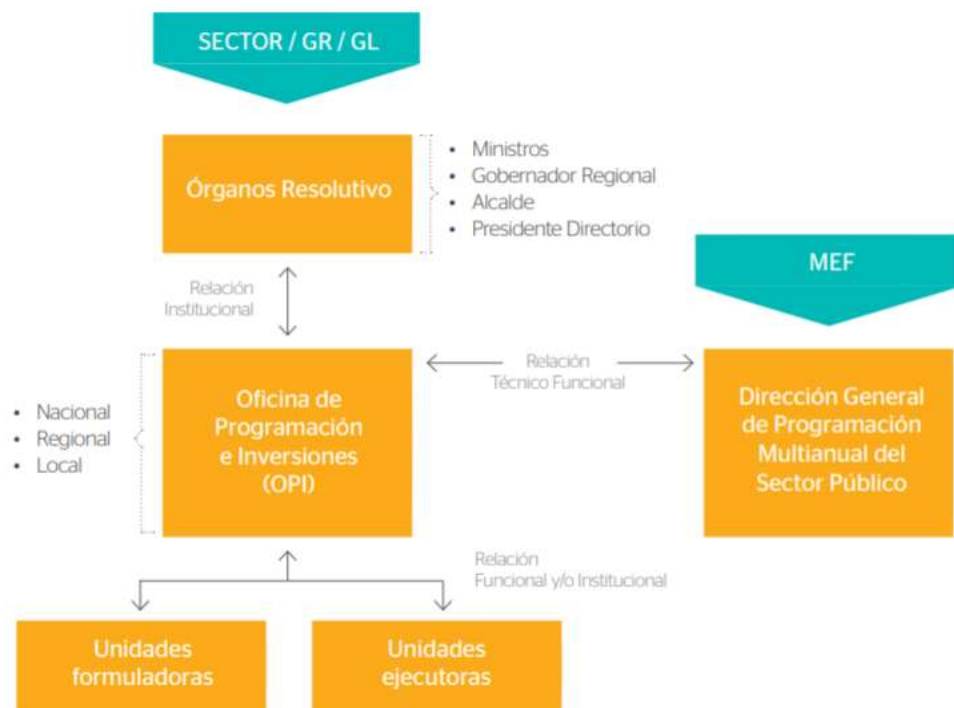 SECTOR / GR / GL
Órganos Resolutivo
• Ministros
• Gobernador Regional
• Alcalde
• Presidente Directorio
MEF
Relación
Institucional
• Nacional
• Regional
• Local
Oficina de
Programación
e Inversiones
(OPI)
Relación
Técnico Funcional
Dirección General
de Programación
Multianual del
Sector Público
Relación
Funcional y/o Institucional
Unidades
formuladoras
Unidades
ejecutoras